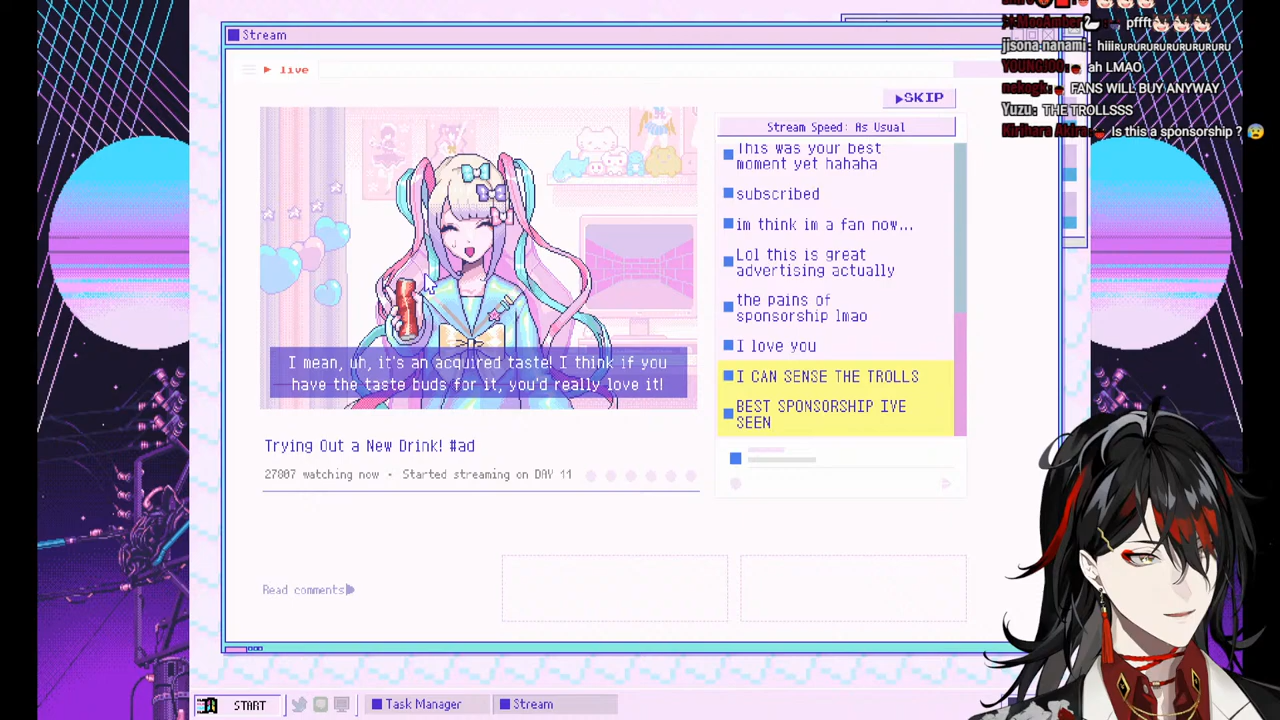 Stream
live
SKIP
Stream Speed: As Usual
This was your best
moment yet hahaha
subscribed
im think im a fan now...
Lol this is great
advertising actually
the pains of
sponsorship lmao
I love you
I CAN SENSE THE TROLLS
BEST SPONSORSHIP IVE
SEEN
I mean, uh, it's an acquired taste! I think if you
have the taste buds for it, you'd really love it!
Trying Out a New Drink! #ad
27807 watching now · Started streaming on DAY 11
Read comments
START
Task Manager
Stream
pffft
jisona nanami: hiiirurururururururu
YOUNGJOO: ah LMAO
nekogk: FANS WILL BUY ANYWAY
Yuzu: THE TROLLSSS
Kirihara Akira: Is this a sponsorship ?